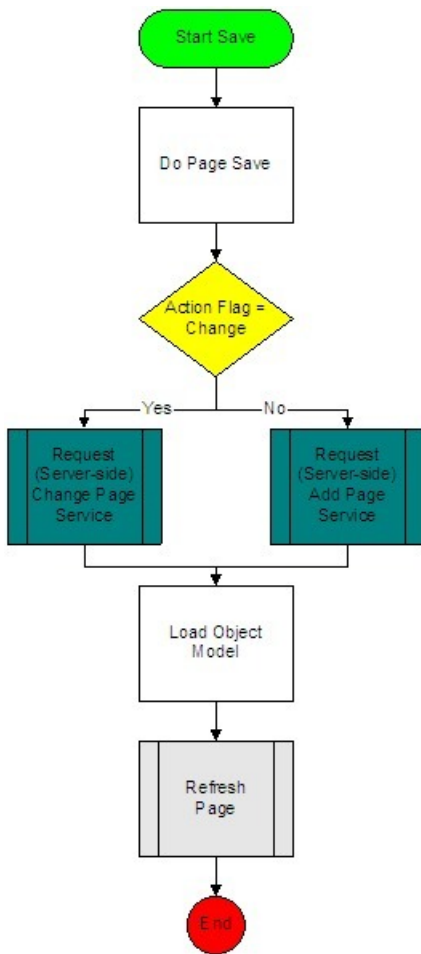 Start Save
Do Page Save
Action Flag =
Change
Yes
No
Request
(Server-side)
Change Page
Service
Request
(Server-side)
Add Page
Service
Load Object
Model
Refresh
Page
End